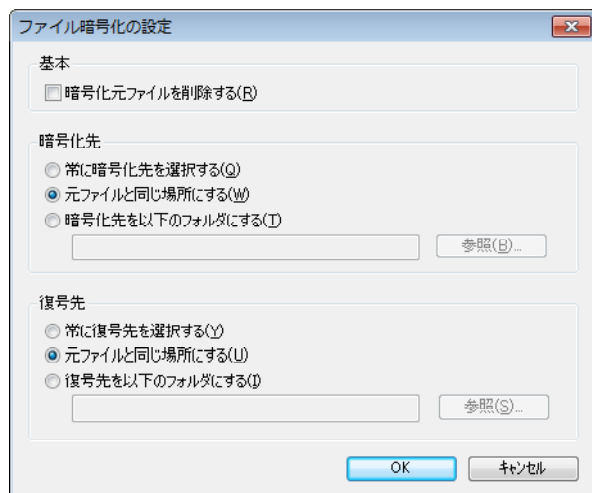 ファイル暗号化の設定
基本
暗号化元ファイルを削除する(R)
暗号化先
常に暗号化先を選択する(Q)
元ファイルと同じ場所にする(W)
暗号化先を以下のフォルダにする(T)
参照(B)...
復号先
常に復号先を選択する(Y)
元ファイルと同じ場所にする(U)
復号先を以下のフォルダにする(I)
参照(S)...
OK
キャンセル